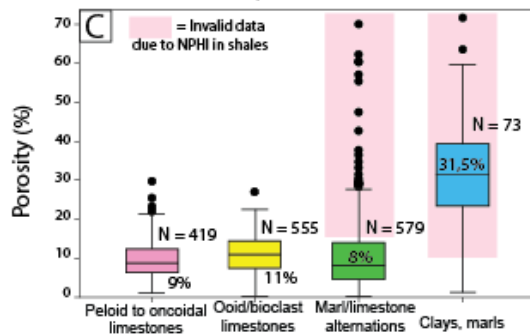 C
= Invalid data
due to NPHI in shales
Porosity (%)
70
60
50
40
30
20
10
0
N = 419
9%
N = 555
11%
N = 579
8%
N = 73
31,5%
Peloid to oncoidal
limestones
Ooid/bioclast
limestones
Marl/limestone
alternations
Clays, marls